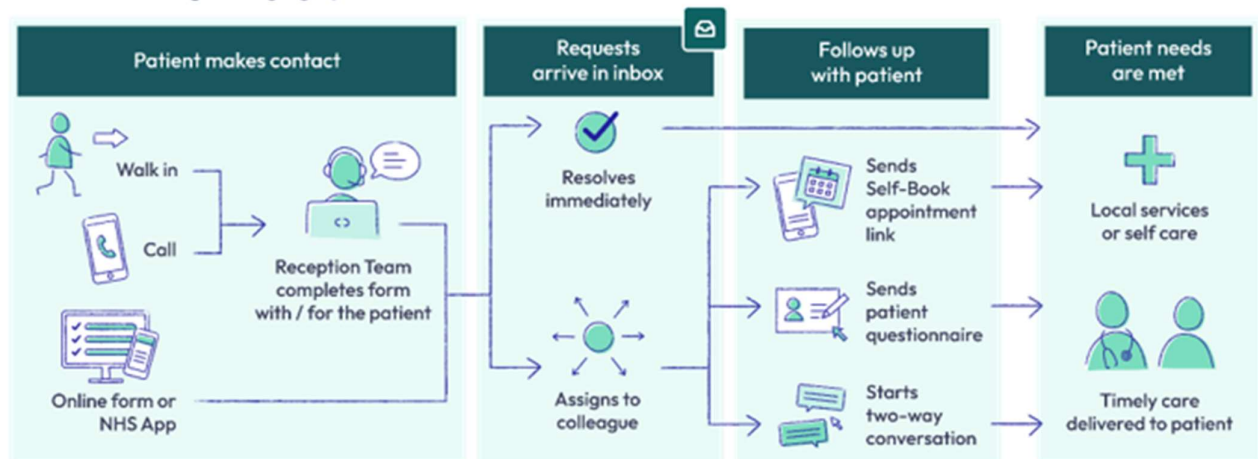 Patient makes contact
Walk in
Call
Reception Team
completes form
with / for the patient
Online form or
NHS App
Requests
arrive in inbox
Resolves
immediately
Assigns to
colleague
Follows up
with patient
Sends
Self-Book
appointment
link
Sends
patient
questionnaire
Starts
two-way
conversation
Patient needs
are met
Local services
or self care
Timely care
delivered to patient